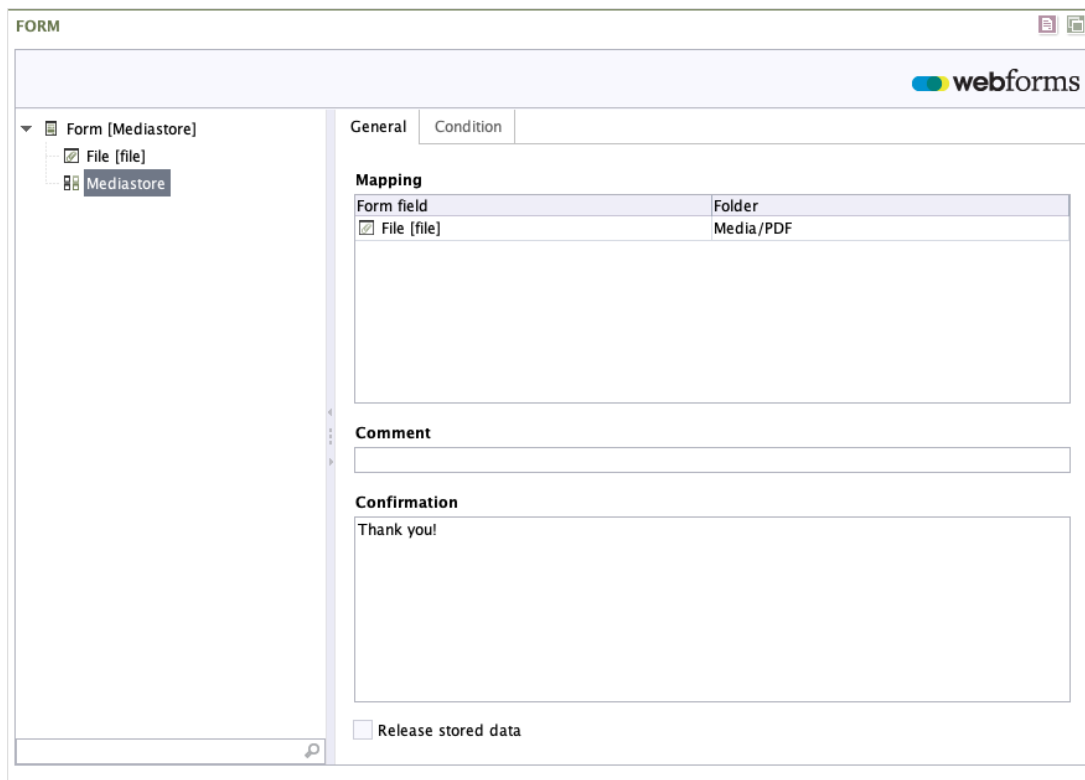 FORM
webforms
Form [Mediastore]
File [file]
Mediastore
General Condition
Mapping
Form field Folder
File [file] Media/PDF
Comment
Confirmation
Thank you!
Release stored data